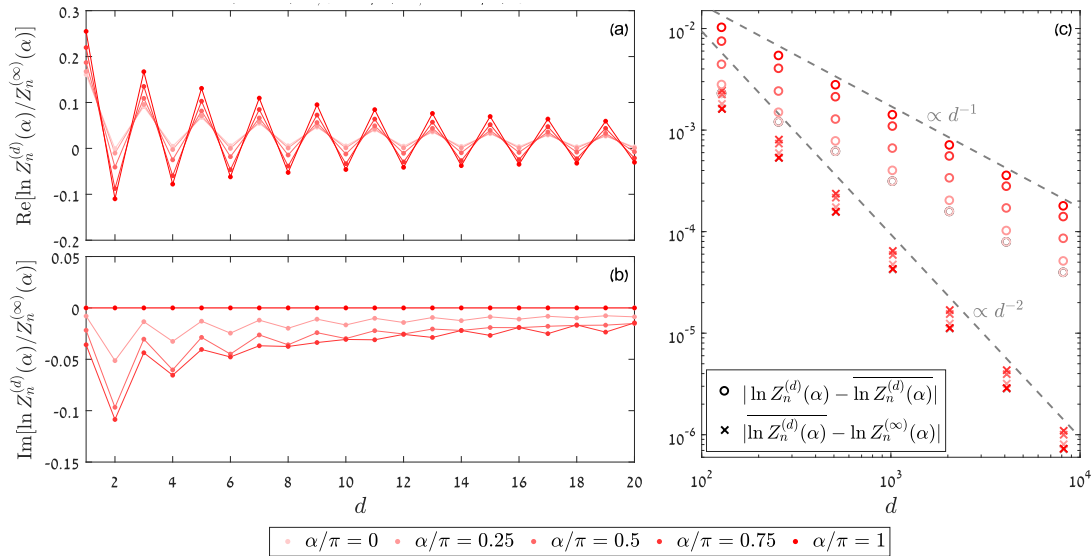 (a)
Re[ln Z_n^{(d)}(α)/Z_n^{(∞)}(α)]
0.2
0.1
0
-0.1
-0.2
(b)
Im[ln Z_n^{(d)}(α)/Z_n^{(∞)}(α)]
0.05
0
-0.05
-0.1
-0.15
2 4 6 8 10 12 14 16 18 20
d
(c)
10^{-2}
10^{-3}
10^{-4}
10^{-5}
10^{-6}
∝ d^{-1}
∝ d^{-2}
| ln Z_n^{(d)}(α) − \overline{ln Z_n^{(d)}(α)}|
|\overline{ln Z_n^{(d)}(α)} − ln Z_n^{(∞)}(α)|
10^2 10^3 10^4
d
α/π = 0 α/π = 0.25 α/π = 0.5 α/π = 0.75 α/π = 1